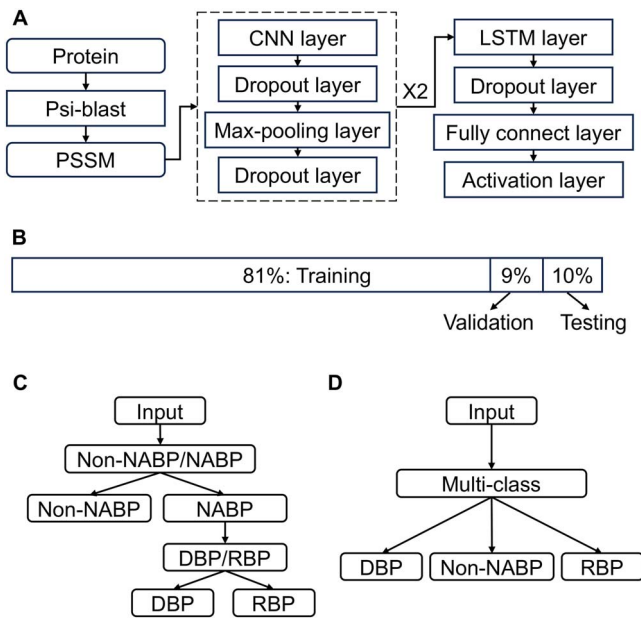 A
Protein
Psi-blast
PSSM
CNN layer
Dropout layer
Max-pooling layer
Dropout layer
X2
LSTM layer
Dropout layer
Fully connect layer
Activation layer
B
81%: Training
9%
10%
Validation
Testing
C
Input
Non-NABP/NABP
Non-NABP
NABP
DBP/RBP
DBP
RBP
D
Input
Multi-class
DBP
Non-NABP
RBP